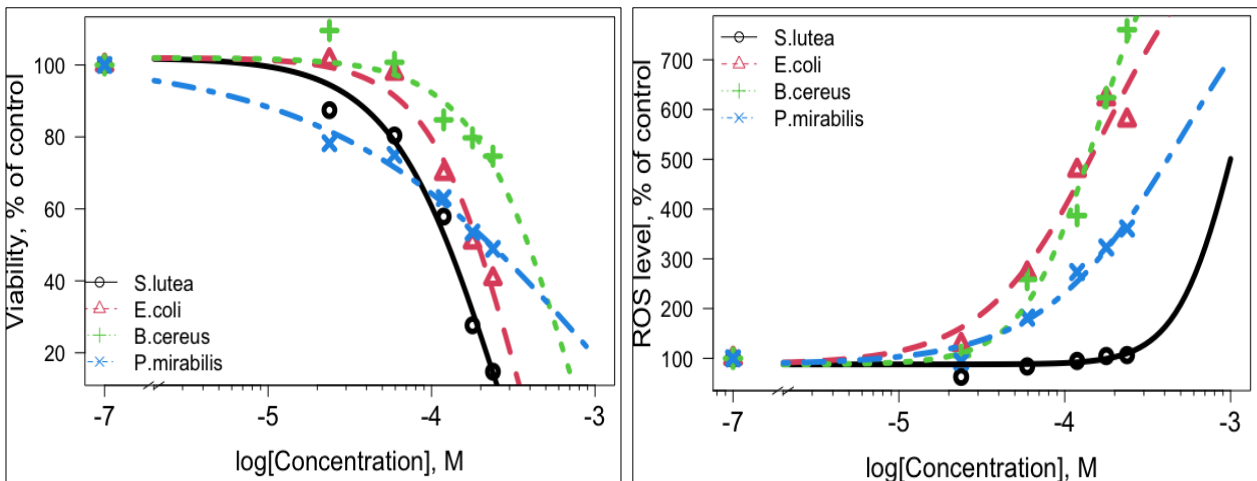 Viability, % of control
100
80
60
40
20
S.lutea
E.coli
B.cereus
P.mirabilis
-7
-5
-4
-3
log[Concentration], M
ROS level, % of control
700
600
500
400
300
200
100
S.lutea
E.coli
B.cereus
P.mirabilis
-7
-5
-4
-3
log[Concentration], M